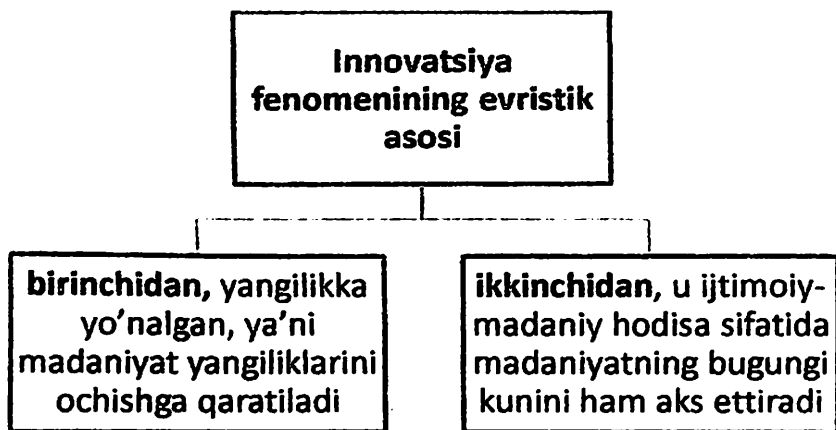 Innovatsiya
fenomenining evristik
asosi
birinchidan, yangilikka
yo'nalgan, ya'ni
madaniyat yangiliklarini
ochishga qaratiladi
ikkinchidan, u ijtimoiy-
madaniy hodisa sifatida
madaniyatning bugungi
kunini ham aks ettiradi